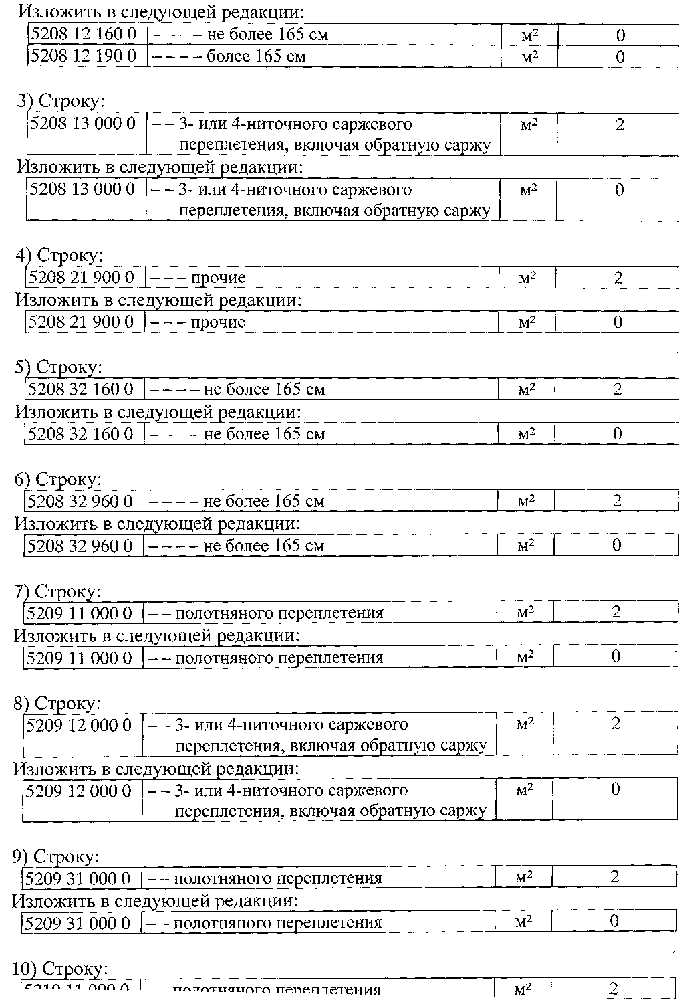 Изложить в следующей редакции:
5208 12 160 0 – – – – не более 165 см м² 0
5208 12 190 0 – – – – более 165 см м² 0
3) Строку:
5208 13 000 0 – – 3- или 4-ниточного саржевого м² 2
переплетения, включая обратную саржу
Изложить в следующей редакции:
5208 13 000 0 – – 3- или 4-ниточного саржевого м² 0
переплетения, включая обратную саржу
4) Строку:
5208 21 900 0 – – – прочие м² 2
Изложить в следующей редакции:
5208 21 900 0 – – – прочие м² 0
5) Строку:
5208 32 160 0 – – – – не более 165 см м² 2
Изложить в следующей редакции:
5208 32 160 0 – – – – не более 165 см м² 0
6) Строку:
5208 32 960 0 – – – – не более 165 см м² 2
Изложить в следующей редакции:
5208 32 960 0 – – – – не более 165 см м² 0
7) Строку:
5209 11 000 0 – – полотняного переплетения м² 2
Изложить в следующей редакции:
5209 11 000 0 – – полотняного переплетения м² 0
8) Строку:
5209 12 000 0 – – 3- или 4-ниточного саржевого м² 2
переплетения, включая обратную саржу
Изложить в следующей редакции:
5209 12 000 0 – – 3- или 4-ниточного саржевого м² 0
переплетения, включая обратную саржу
9) Строку:
5209 31 000 0 – – полотняного переплетения м² 2
Изложить в следующей редакции:
5209 31 000 0 – – полотняного переплетения м² 0
10) Строку:
5210 11 000 0 полотняного переплетения м² 2